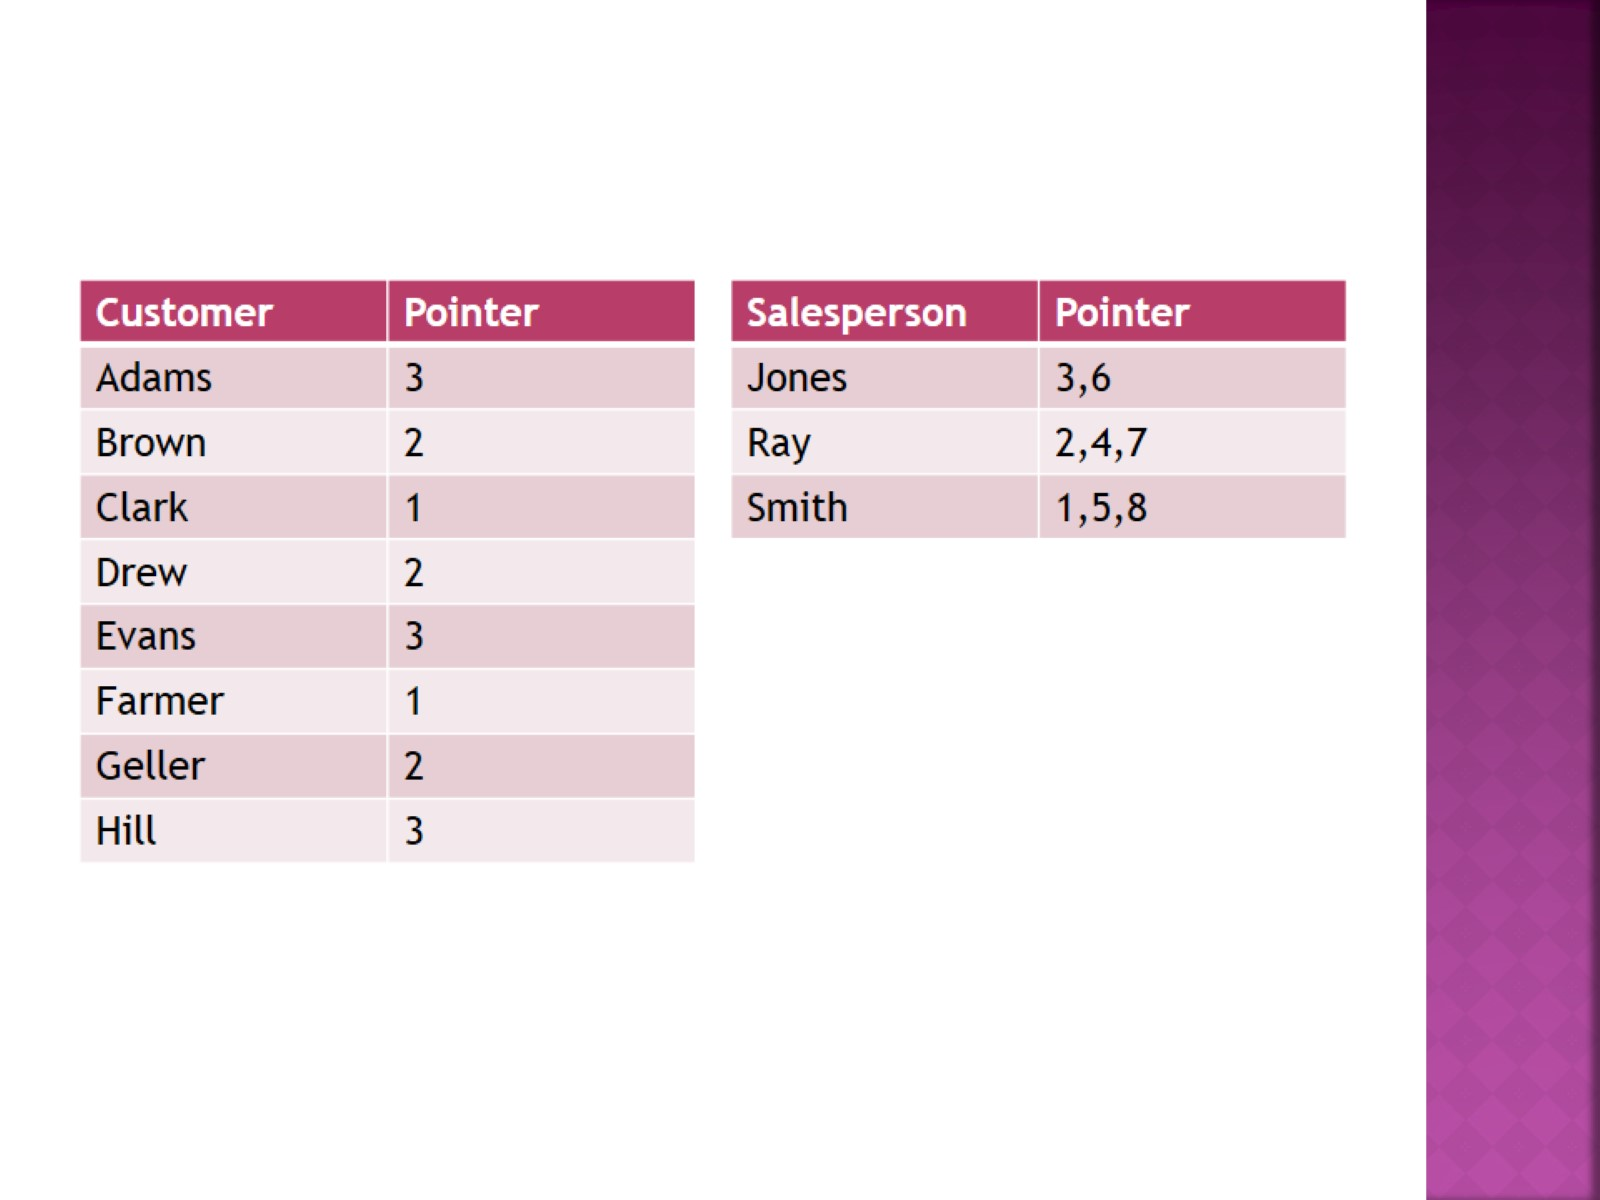 Customer Pointer
Adams 3
Brown 2
Clark 1
Drew 2
Evans 3
Farmer 1
Geller 2
Hill 3
Salesperson Pointer
Jones 3,6
Ray 2,4,7
Smith 1,5,8